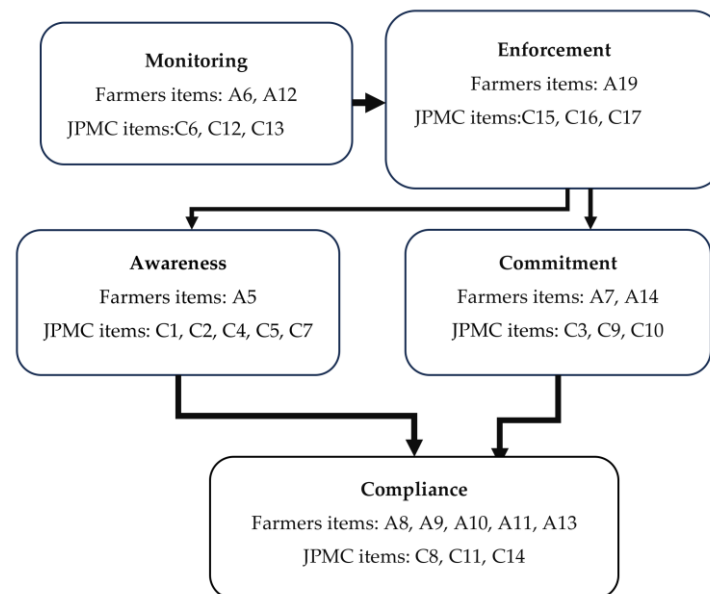 Monitoring
Farmers items: A6, A12
JPMC items:C6, C12, C13
Enforcement
Farmers items: A19
JPMC items:C15, C16, C17
Awareness
Farmers items: A5
JPMC items: C1, C2, C4, C5, C7
Commitment
Farmers items: A7, A14
JPMC items: C3, C9, C10
Compliance
Farmers items: A8, A9, A10, A11, A13
JPMC items: C8, C11, C14